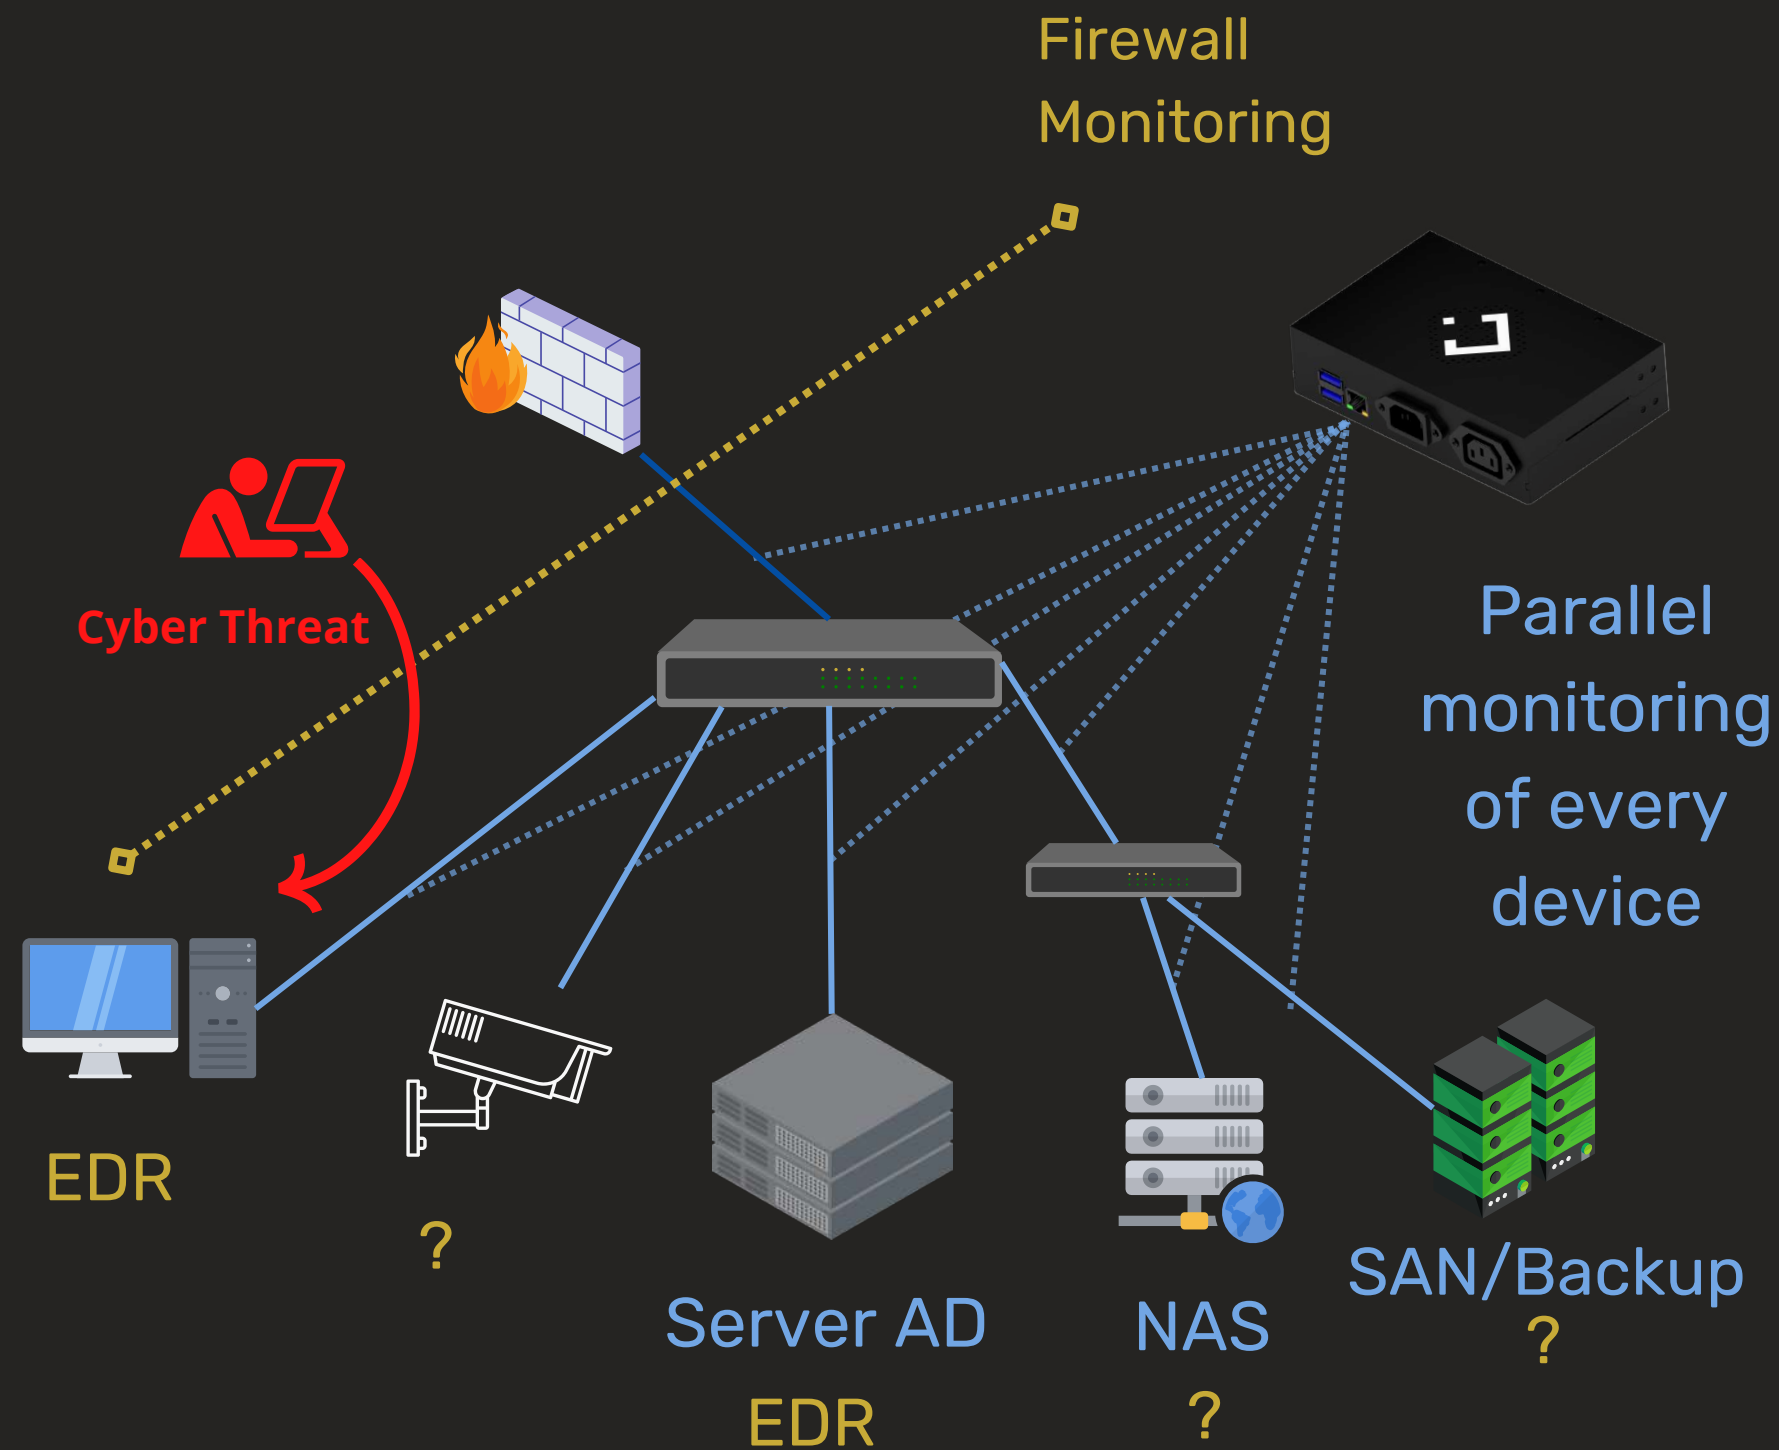 Firewall
Monitoring
Cyber Threat
Parallel
monitoring
of every
device
EDR
?
Server AD
EDR
NAS
?
SAN/Backup
?